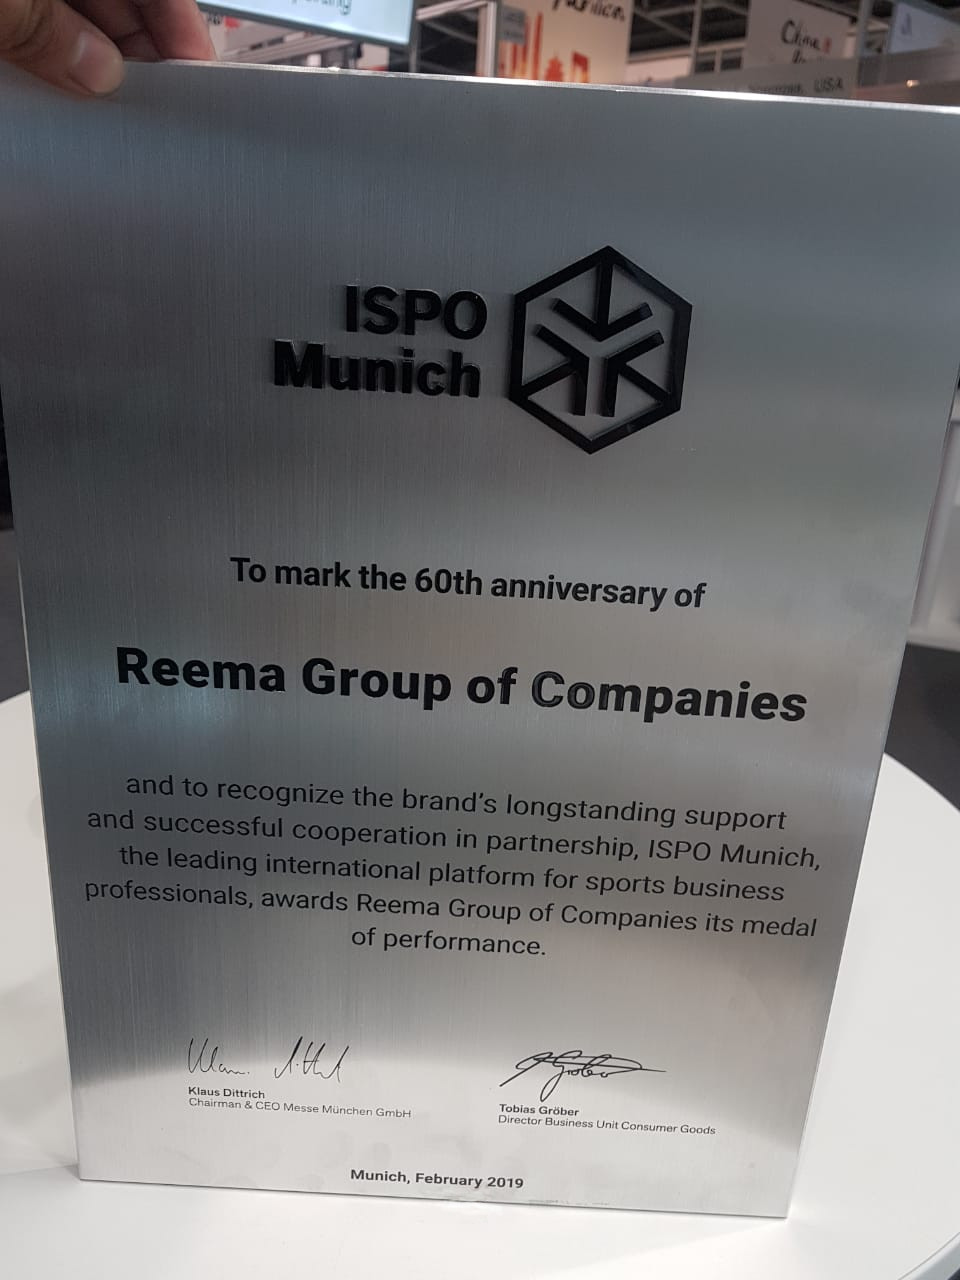 China
USA
ISPO
Munich
To mark the 60th anniversary of
Reema Group of Companies
and to recognize the brand’s longstanding support
and successful cooperation in partnership, ISPO Munich,
the leading international platform for sports business
professionals, awards Reema Group of Companies its medal
of performance.
Klaus Dittrich
Chairman & CEO Messe München GmbH
Tobias Gröber
Director Business Unit Consumer Goods
Munich, February 2019